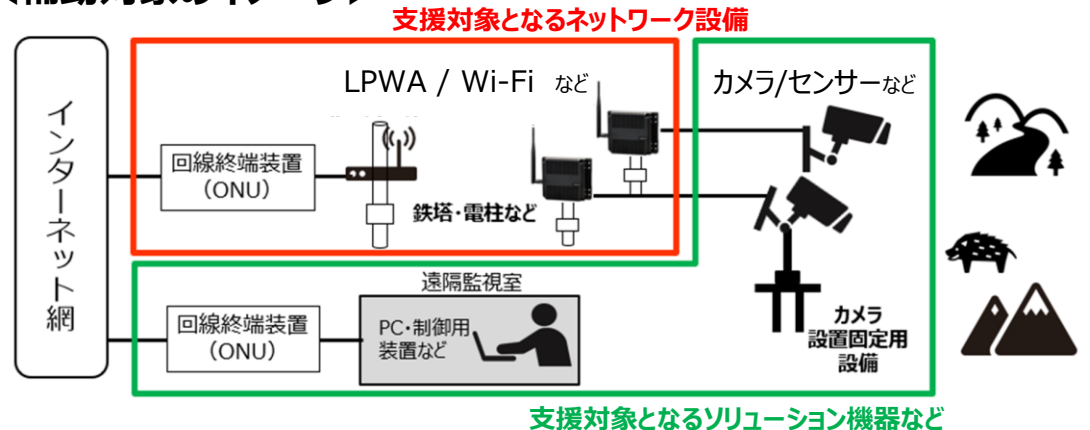 支援対象となるネットワーク設備
LPWA / Wi-Fi など
カメラ/センサーなど
インターネット網
回線終端装置
(ONU)
鉄塔・電柱など
遠隔監視室
回線終端装置
(ONU)
PC・制御用
装置など
カメラ
設置固定用
設備
支援対象となるソリューション機器など